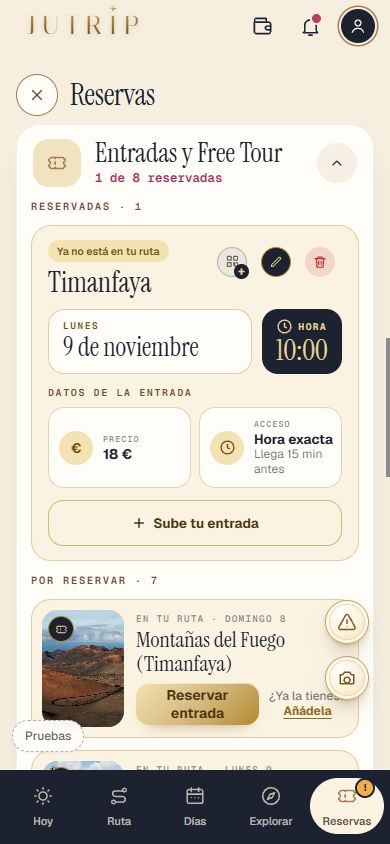 JUTRIP
Reservas
Entradas y Free Tour
1 de 8 reservadas
RESERVADAS · 1
Ya no está en tu ruta
Timanfaya
LUNES
9 de noviembre
HORA
10:00
DATOS DE LA ENTRADA
€
PRECIO
18 €
ACCESO
Hora exacta
Llega 15 min
antes
+ Sube tu entrada
POR RESERVAR · 7
EN TU RUTA · DOMINGO 8
Montañas del Fuego
(Timanfaya)
Reservar
entrada
¿Ya la tienes
Añádela
Pruebas
EN TU RUTA · LUNES 9
!
Hoy
Ruta
Días
Explorar
Reservas